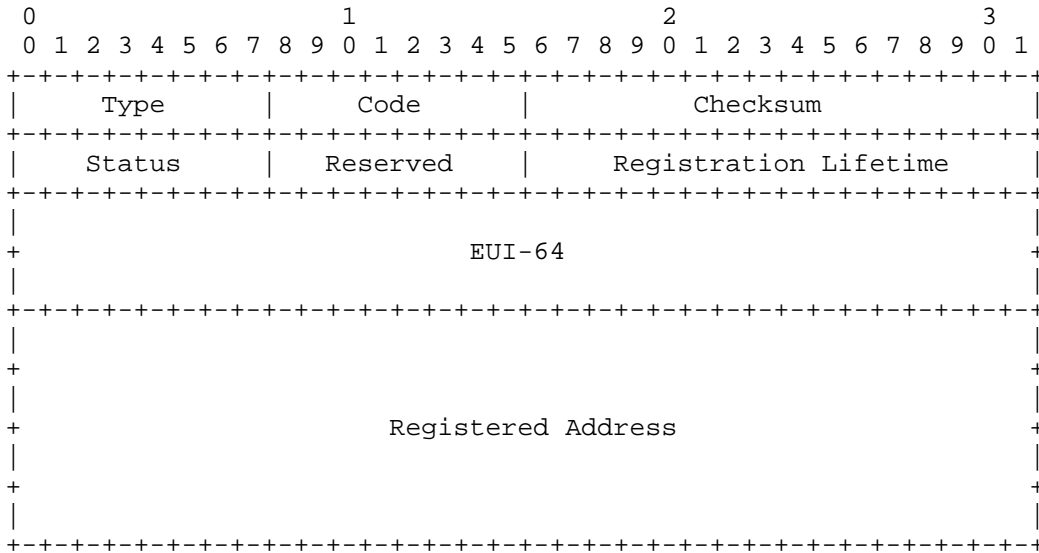 0                   1                   2                   3
 0 1 2 3 4 5 6 7 8 9 0 1 2 3 4 5 6 7 8 9 0 1 2 3 4 5 6 7 8 9 0 1
+-+-+-+-+-+-+-+-+-+-+-+-+-+-+-+-+-+-+-+-+-+-+-+-+-+-+-+-+-+-+-+-+
|     Type      |     Code      |          Checksum             |
+-+-+-+-+-+-+-+-+-+-+-+-+-+-+-+-+-+-+-+-+-+-+-+-+-+-+-+-+-+-+-+-+
|    Status     |   Reserved    |     Registration Lifetime     |
+-+-+-+-+-+-+-+-+-+-+-+-+-+-+-+-+-+-+-+-+-+-+-+-+-+-+-+-+-+-+-+-+
|                                                               |
+                            EUI-64                             +
|                                                               |
+-+-+-+-+-+-+-+-+-+-+-+-+-+-+-+-+-+-+-+-+-+-+-+-+-+-+-+-+-+-+-+-+
|                                                               |
+                                                               +
|                                                               |
+                       Registered Address                      +
|                                                               |
+                                                               +
|                                                               |
+-+-+-+-+-+-+-+-+-+-+-+-+-+-+-+-+-+-+-+-+-+-+-+-+-+-+-+-+-+-+-+-+